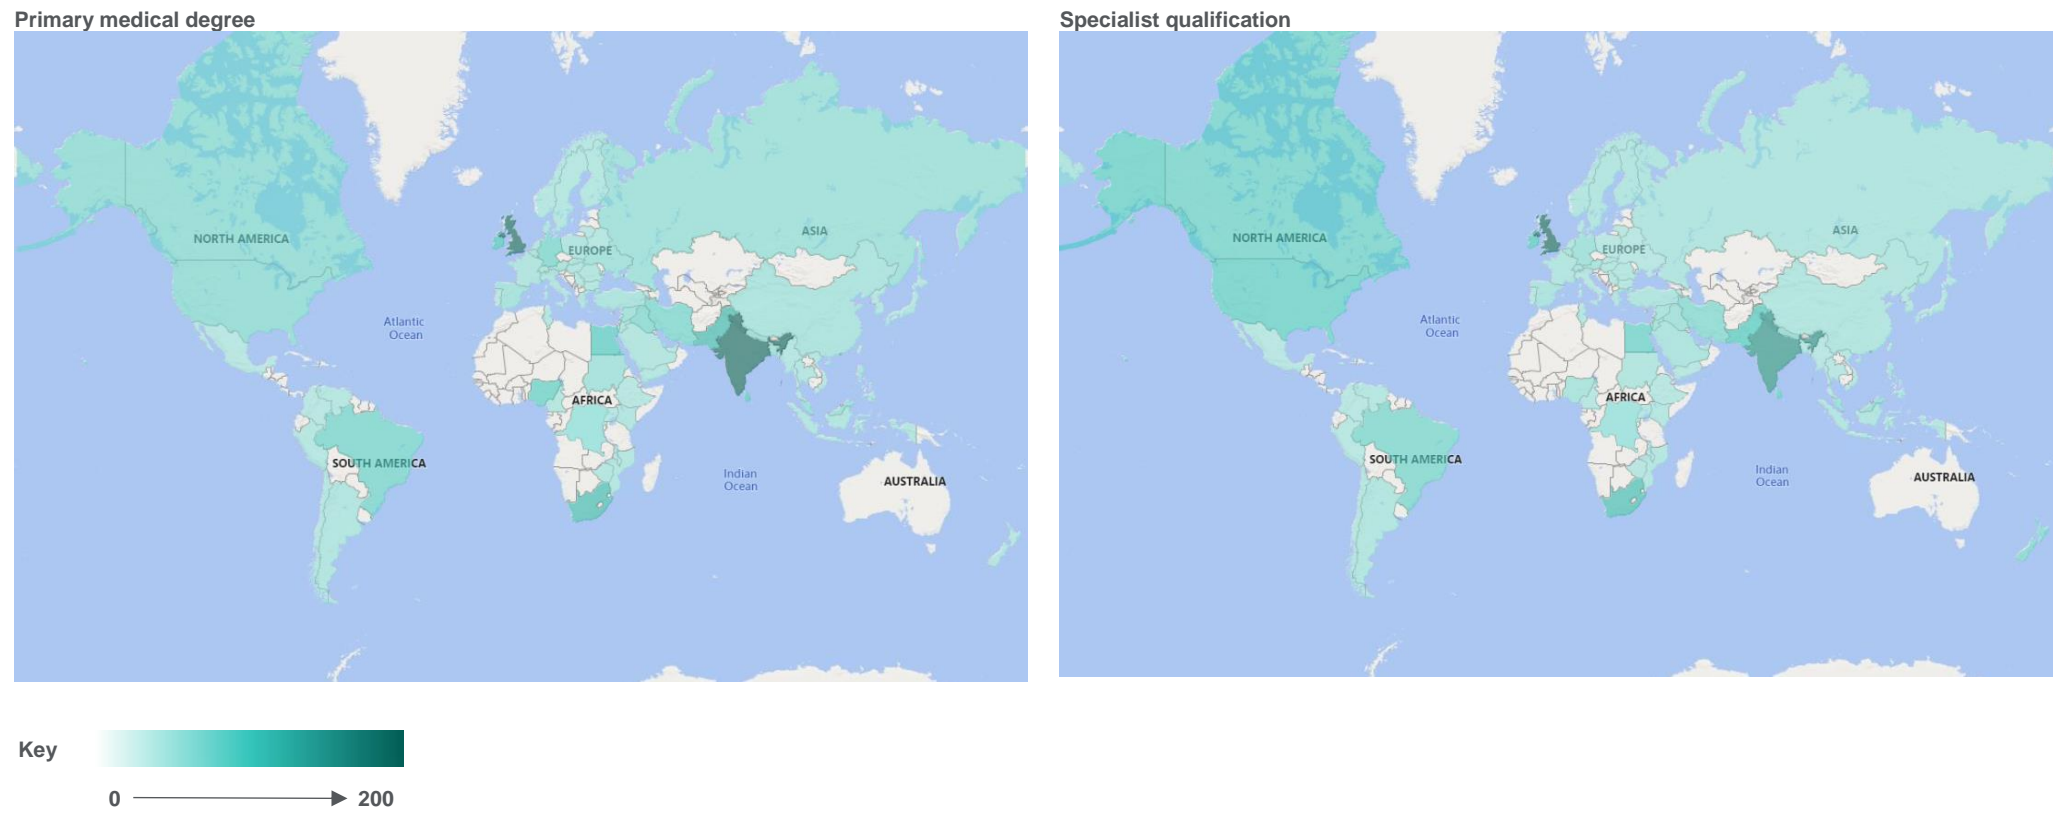 Primary medical degree
NORTH AMERICA
EUROPE
ASIA
Atlantic
Ocean
AFRICA
SOUTH AMERICA
Indian
Ocean
AUSTRALIA
Specialist qualification
NORTH AMERICA
EUROPE
ASIA
Atlantic
Ocean
AFRICA
SOUTH AMERICA
Indian
Ocean
AUSTRALIA
Key
0 200